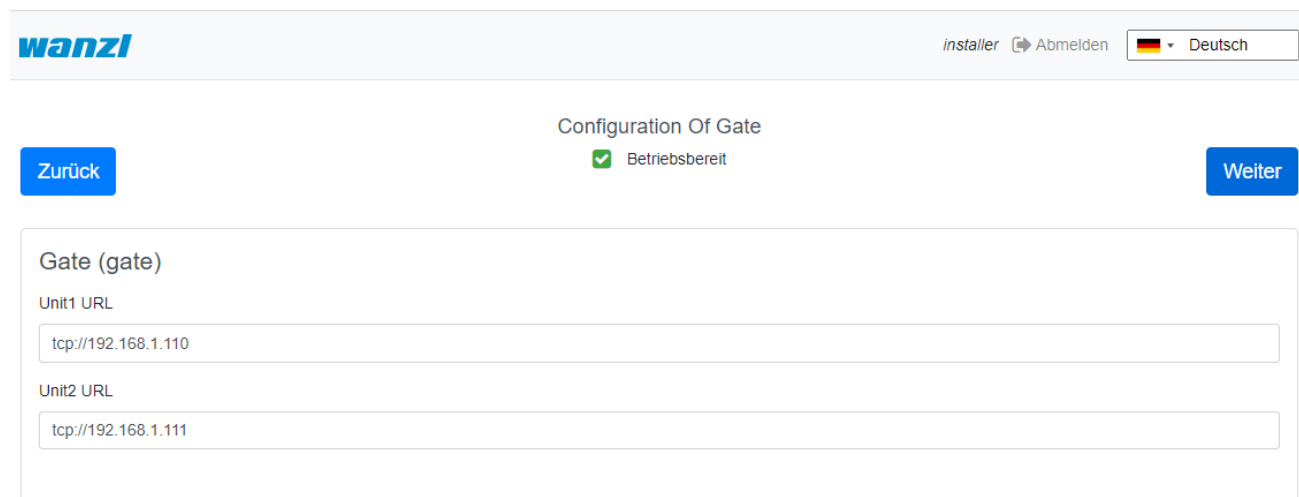 wanzl
installer Abmelden Deutsch
Configuration Of Gate
Betriebsbereit
Zurück
Weiter
Gate (gate)
Unit1 URL
tcp://192.168.1.110
Unit2 URL
tcp://192.168.1.111